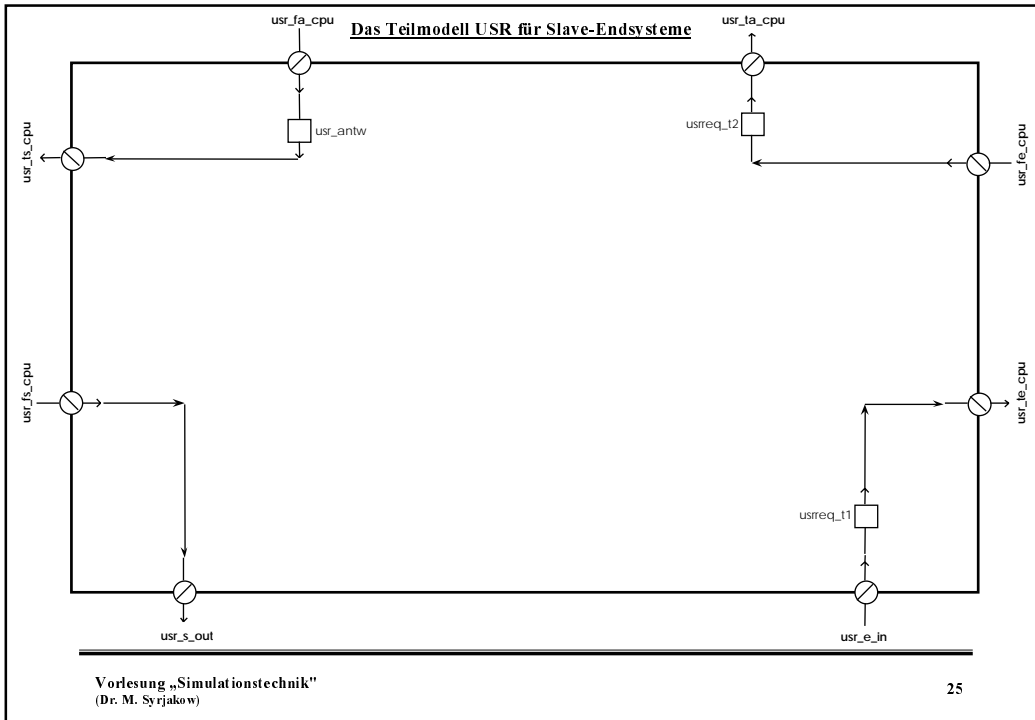 usr_fa_cpu
Das Teilmodell USR für Slave-Endsysteme
usr_ta_cpu
usr_antw
usrreq_t2
usr_ts_cpu
usr_fe_cpu
usr_fs_cpu
usr_te_cpu
usrreq_t1
usr_s_out
usr_e_in
Vorlesung „Simulationstechnik"
(Dr. M. Syrjakow)
25